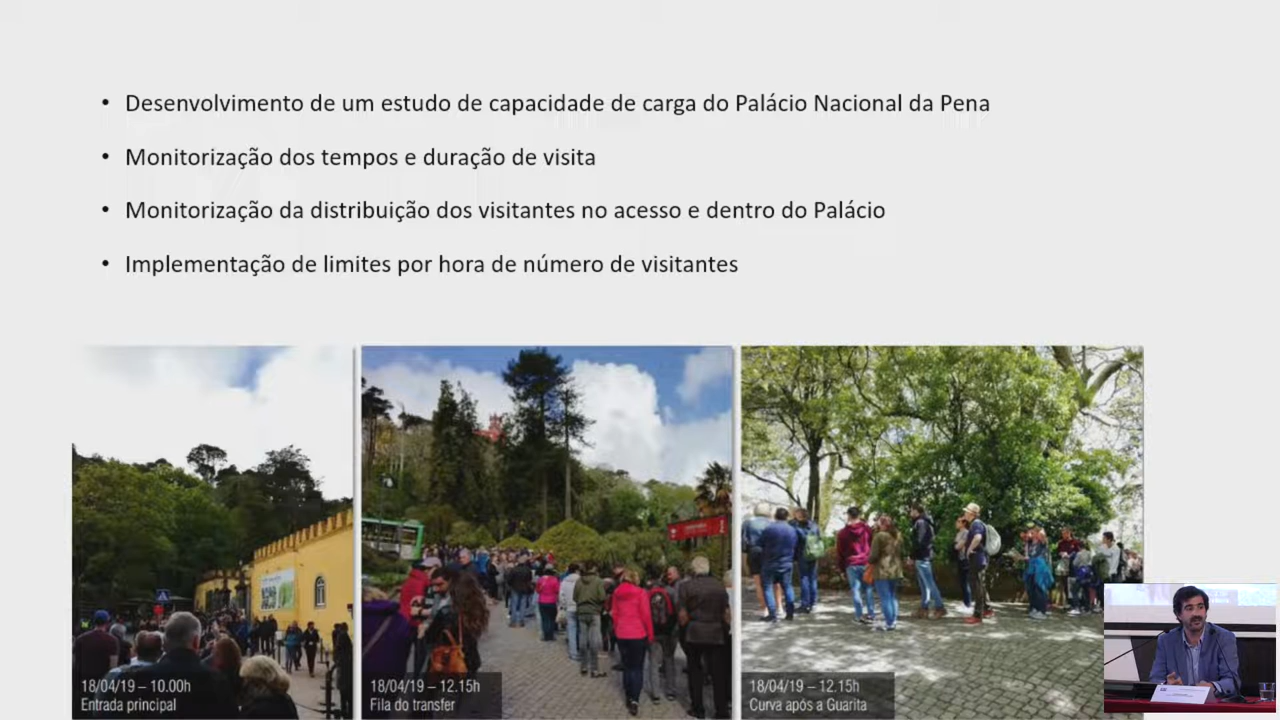 • Desenvolvimento de um estudo de capacidade de carga do Palácio Nacional da Pena
• Monitorização dos tempos e duração de visita
• Monitorização da distribuição dos visitantes no acesso e dentro do Palácio
• Implementação de limites por hora de número de visitantes
18/04/19 – 10.00h
Entrada principal
18/04/19 – 12.15h
Fila do transfer
18/04/19 – 12.15h
Curva após a Guarita